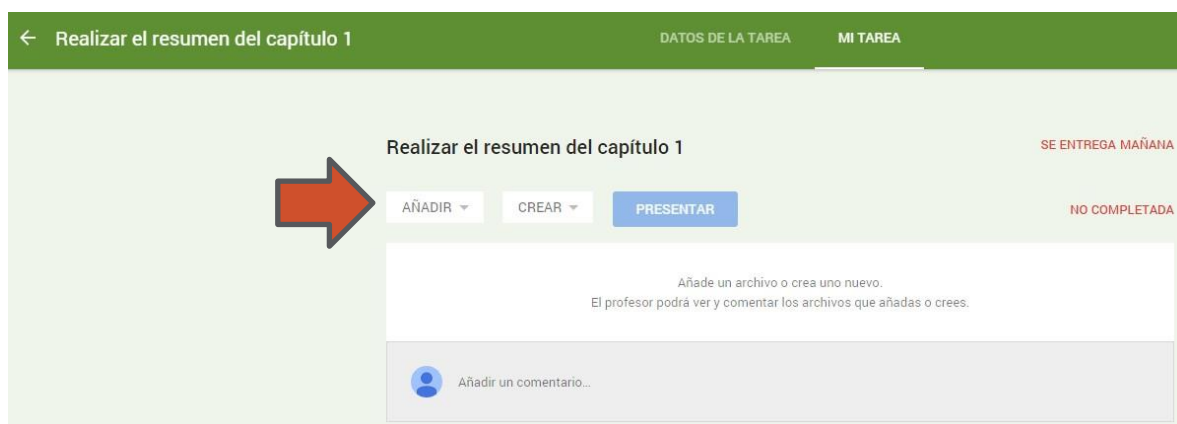 Realizar el resumen del capítulo 1
DATOS DE LA TAREA
MI TAREA
Realizar el resumen del capítulo 1
SE ENTREGA MAÑANA
AÑADIR
CREAR
PRESENTAR
NO COMPLETADA
Añade un archivo o crea uno nuevo.
El profesor podrá ver y comentar los archivos que añadas o crees.
Añadir un comentario...